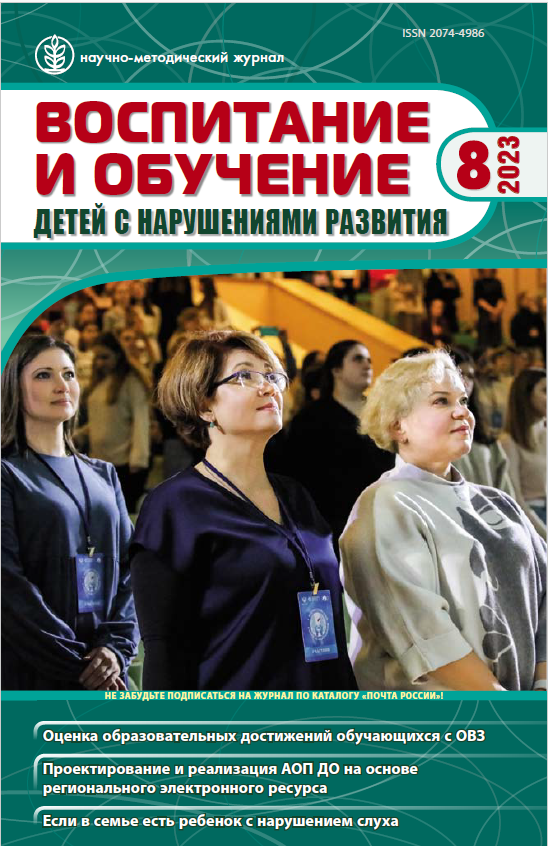 ISSN 2074-4986
научно-методический журнал
ВОСПИТАНИЕ
И ОБУЧЕНИЕ
ДЕТЕЙ С НАРУШЕНИЯМИ РАЗВИТИЯ
8
2023
НЕ ЗАБУДЬТЕ ПОДПИСАТЬСЯ НА ЖУРНАЛ ПО КАТАЛОГУ «ПОЧТА РОССИИ»!
Оценка образовательных достижений обучающихся с ОВЗ
Проектирование и реализация АОП ДО на основе
регионального электронного ресурса
Если в семье есть ребенок с нарушением слуха